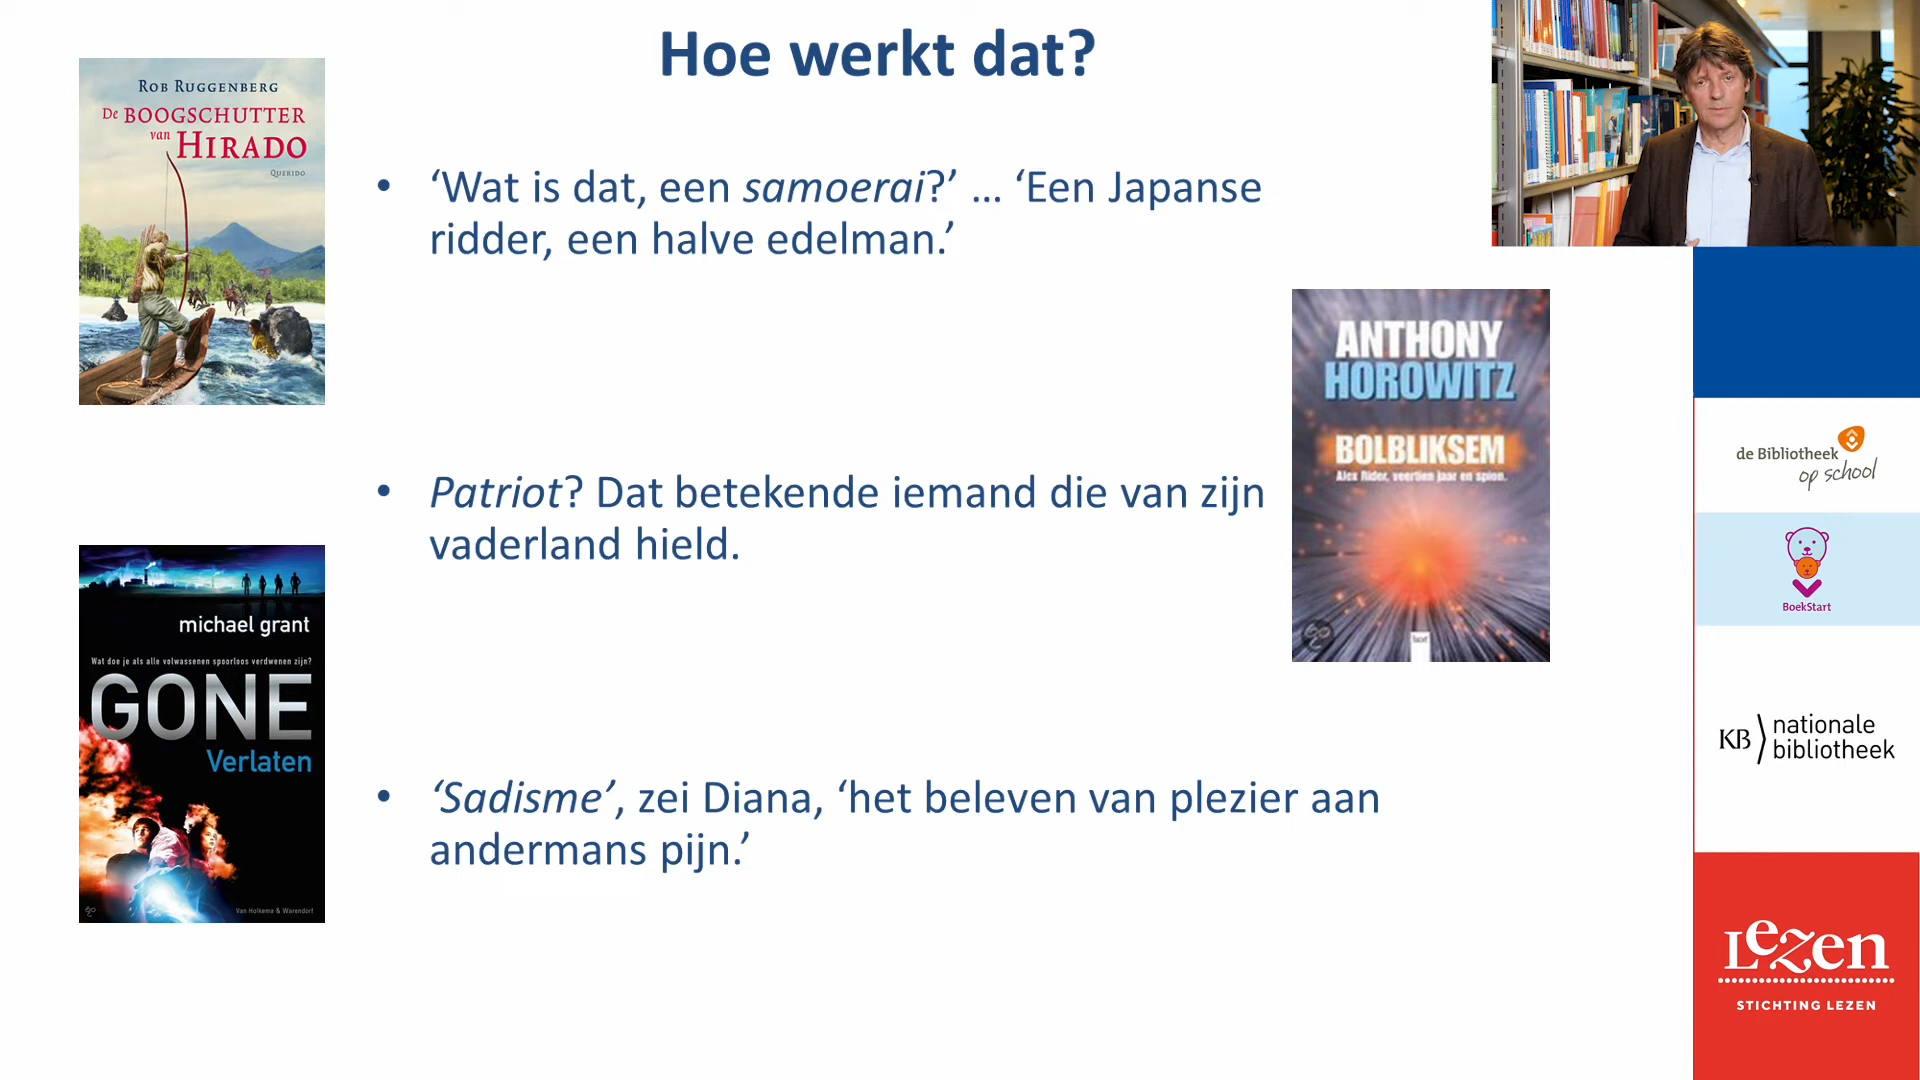 Hoe werkt dat?
ROB RUGGENBERG
De BOOGSCHUTTER
van HIRADO
QUERIDO
• ‘Wat is dat, een samoerai?’ ... ‘Een Japanse
ridder, een halve edelman.’
ANTHONY
HOROWITZ
BOLBLIKSEM
Alex Rider, veertien jaar en spion.
• Patriot? Dat betekende iemand die van zijn
vaderland hield.
michael grant
Wat doe je als alle volwassenen spoorloos verdwenen zijn?
GONE
Verlaten
Van Holkema & Warendorf
• ‘Sadisme’, zei Diana, ‘het beleven van plezier aan
andermans pijn.’
de Bibliotheek
op school
BoekStart
KB nationale
bibliotheek
Lezen
STICHTING LEZEN